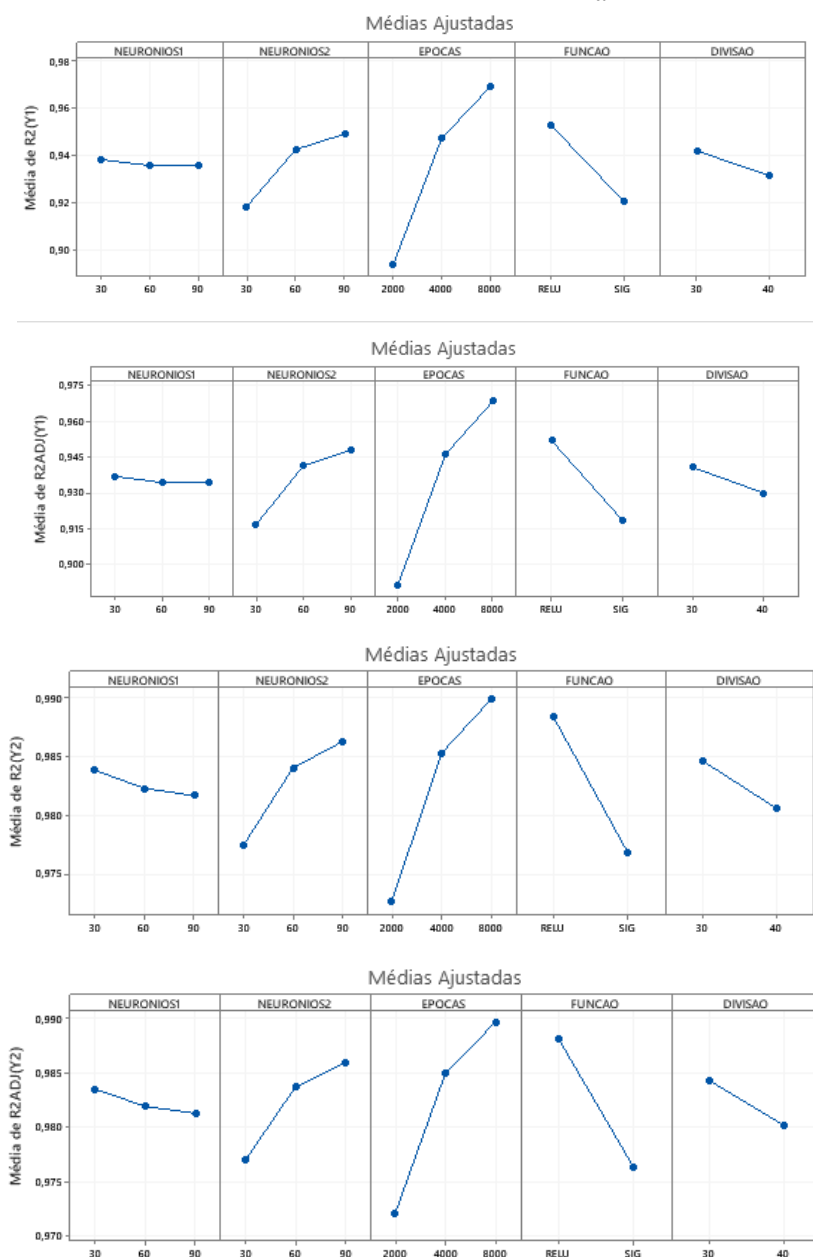 Médias Ajustadas
NEURONIOS1 NEURONIOS2 EPOCAS FUNCAO DIVISAO
Média de R2(Y1)
0,98
0,96
0,94
0,92
0,90
30 60 90 30 60 90 2000 4000 8000 RELU SIG 30 40
Médias Ajustadas
NEURONIOS1 NEURONIOS2 EPOCAS FUNCAO DIVISAO
Média de R2ADJ(Y1)
0,975
0,960
0,945
0,930
0,915
0,900
30 60 90 30 60 90 2000 4000 8000 RELU SIG 30 40
Médias Ajustadas
NEURONIOS1 NEURONIOS2 EPOCAS FUNCAO DIVISAO
Média de R2(Y2)
0,990
0,985
0,980
0,975
30 60 90 30 60 90 2000 4000 8000 RELU SIG 30 40
Médias Ajustadas
NEURONIOS1 NEURONIOS2 EPOCAS FUNCAO DIVISAO
Média de R2ADJ(Y2)
0,990
0,985
0,980
0,975
0,970
30 60 90 30 60 90 2000 4000 8000 RELU SIG 30 40